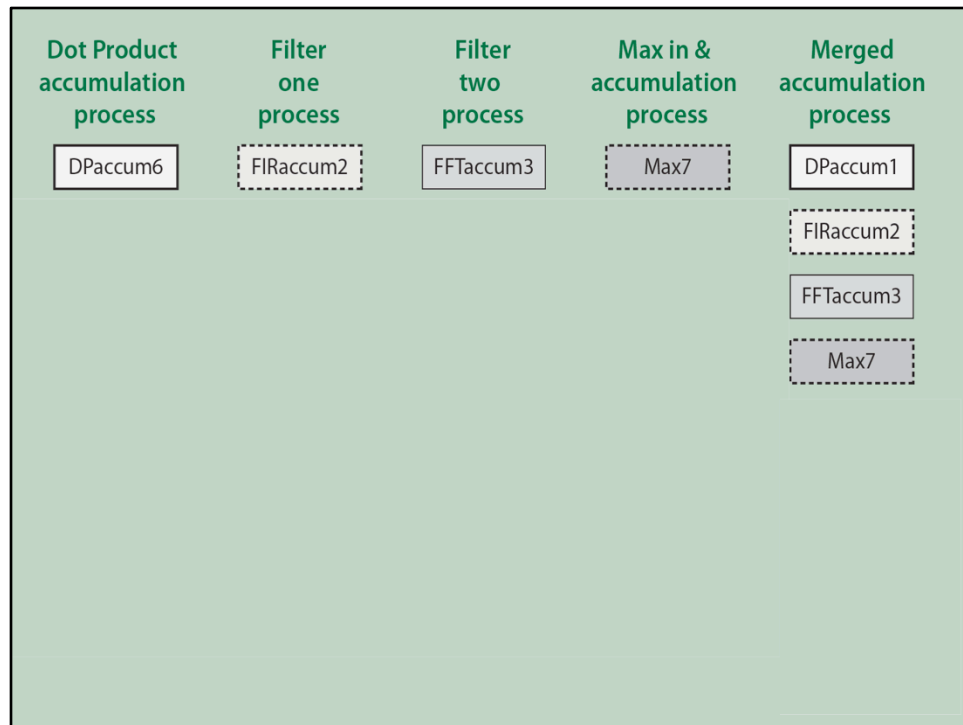 Dot Product
accumulation
process
Filter
one
process
Filter
two
process
Max in &
accumulation
process
Merged
accumulation
process
DPaccum6
FIRaccum2
FFTaccum3
Max7
DPaccum1
FIRaccum2
FFTaccum3
Max7